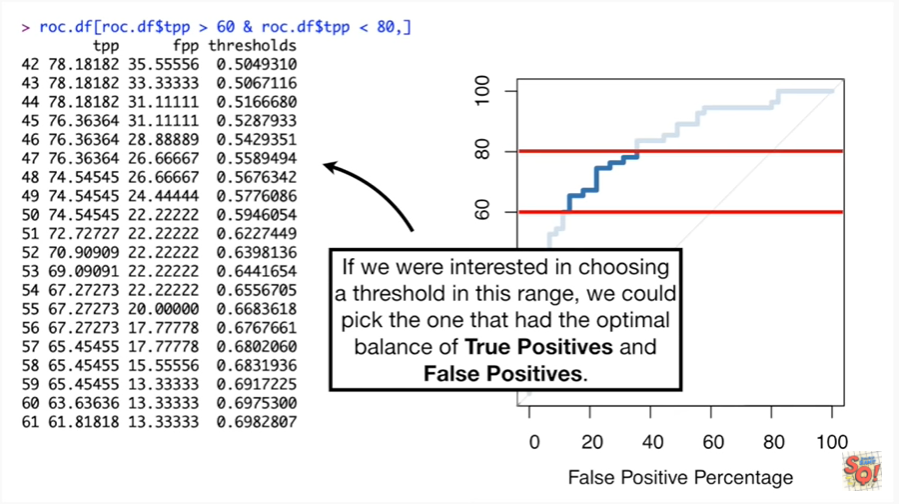 > roc.df[roc.df$tpp > 60 & roc.df$tpp < 80,]
tpp fpp thresholds
42 78.18182 35.55556 0.5049310
43 78.18182 33.33333 0.5067116
44 78.18182 31.11111 0.5166680
45 76.36364 31.11111 0.5287933
46 76.36364 28.88889 0.5429351
47 76.36364 26.66667 0.5589494
48 74.54545 26.66667 0.5676342
49 74.54545 24.44444 0.5776086
50 74.54545 22.22222 0.5946054
51 72.72727 22.22222 0.6227449
52 70.90909 22.22222 0.6398136
53 69.09091 22.22222 0.6441654
54 67.27273 22.22222 0.6556705
55 67.27273 20.00000 0.6683618
56 67.27273 17.77778 0.6767661
57 65.45455 17.77778 0.6802060
58 65.45455 15.55556 0.6831936
59 65.45455 13.33333 0.6917225
60 63.63636 13.33333 0.6975300
61 61.81818 13.33333 0.6982807
If we were interested in choosing
a threshold in this range, we could
pick the one that had the optimal
balance of True Positives and
False Positives.
100
80
60
0 20 40 60 80 100
False Positive Percentage
SQ!